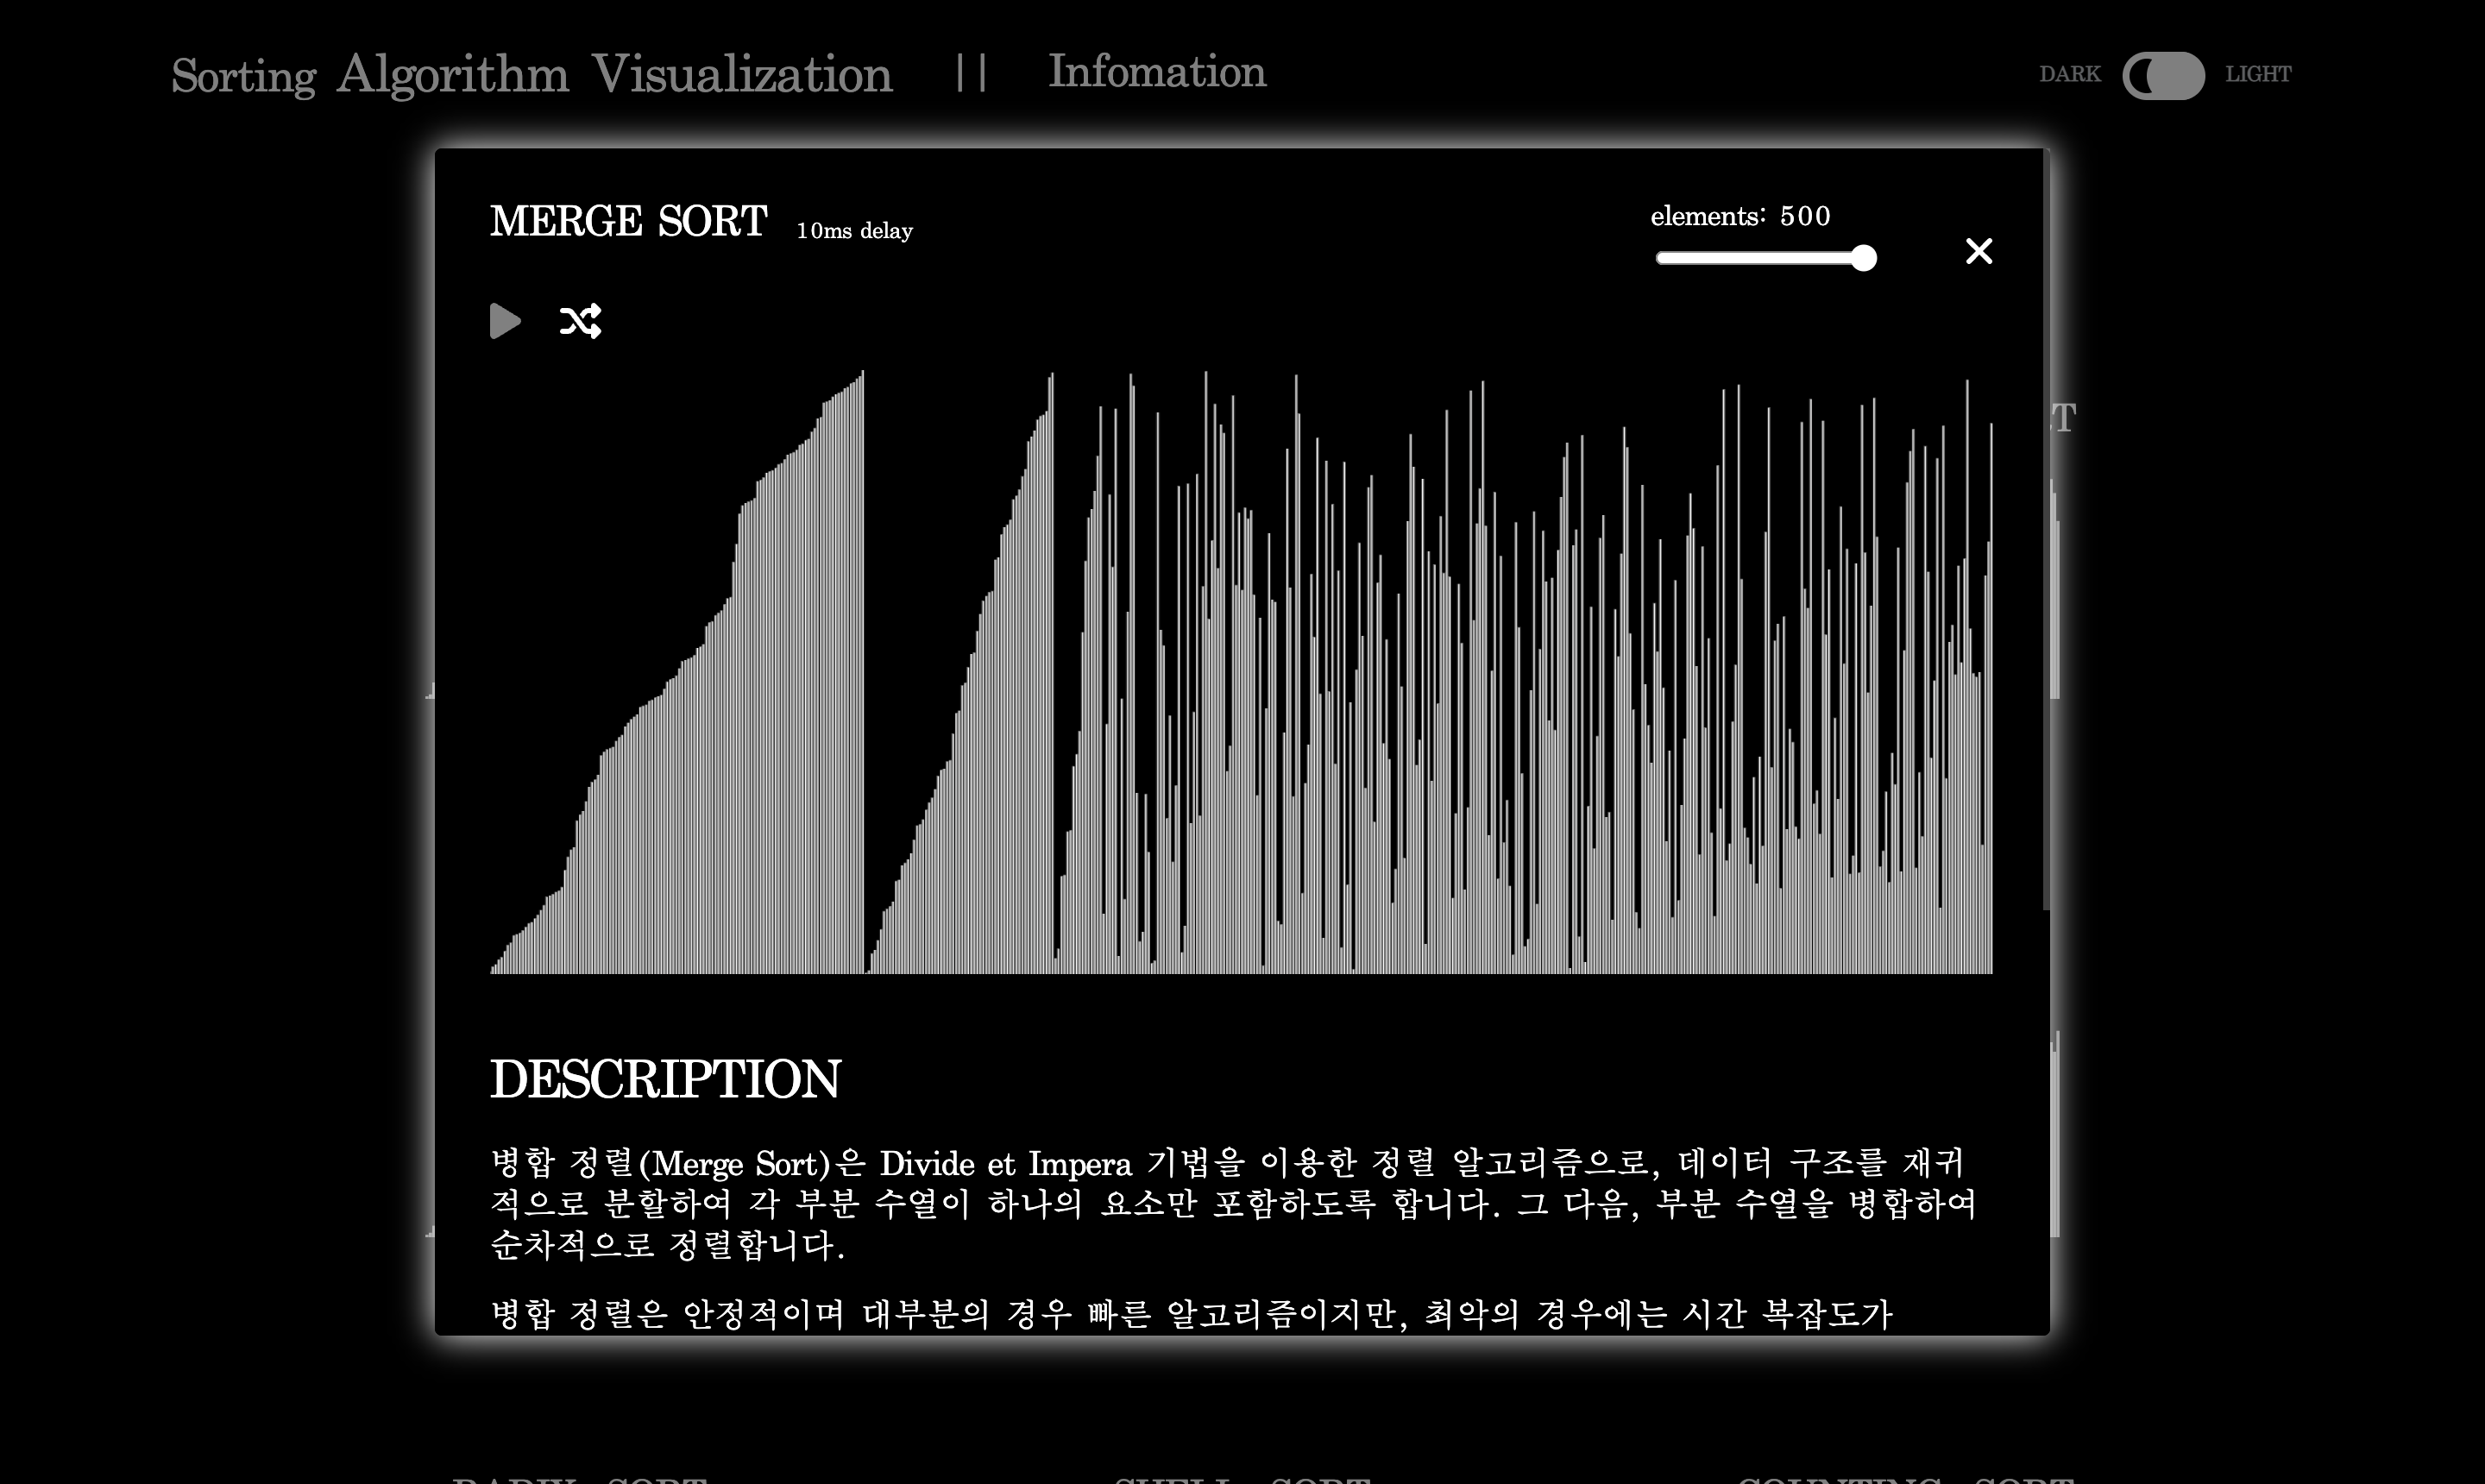 Sorting Algorithm Visualization || Infomation
DARK LIGHT
MERGE SORT 10ms delay
elements: 500
DESCRIPTION
병합 정렬(Merge Sort)은 Divide et Impera 기법을 이용한 정렬 알고리즘으로, 데이터 구조를 재귀
적으로 분할하여 각 부분 수열이 하나의 요소만 포함하도록 합니다. 그 다음, 부분 수열을 병합하여
순차적으로 정렬합니다.
병합 정렬은 안정적이며 대부분의 경우 빠른 알고리즘이지만, 최악의 경우에는 시간 복잡도가
RADIX SORT SHELL SORT COUNTING SORT